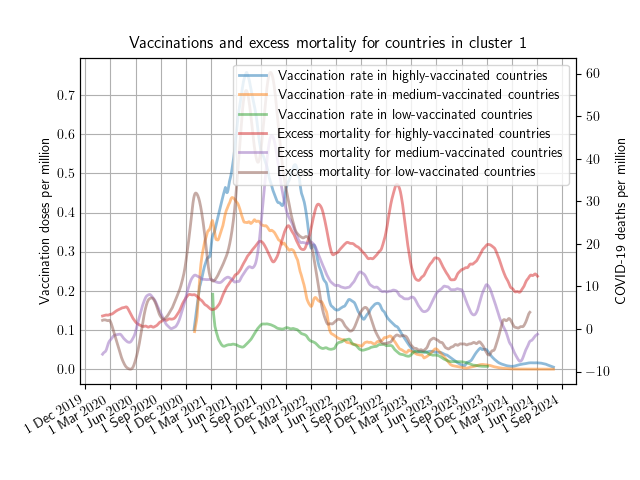 Vaccinations and excess mortality for countries in cluster 1
Vaccination rate in highly-vaccinated countries
Vaccination rate in medium-vaccinated countries
Vaccination rate in low-vaccinated countries
Excess mortality for highly-vaccinated countries
Excess mortality for medium-vaccinated countries
Excess mortality for low-vaccinated countries
Vaccination doses per million
0.7
0.6
0.5
0.4
0.3
0.2
0.1
0.0
COVID-19 deaths per million
60
50
40
30
20
10
0
−10
1 Dec 2019
1 Mar 2020
1 Jun 2020
1 Sep 2020
1 Dec 2020
1 Mar 2021
1 Jun 2021
1 Sep 2021
1 Dec 2021
1 Mar 2022
1 Jun 2022
1 Sep 2022
1 Dec 2022
1 Mar 2023
1 Jun 2023
1 Sep 2023
1 Dec 2023
1 Mar 2024
1 Jun 2024
1 Sep 2024